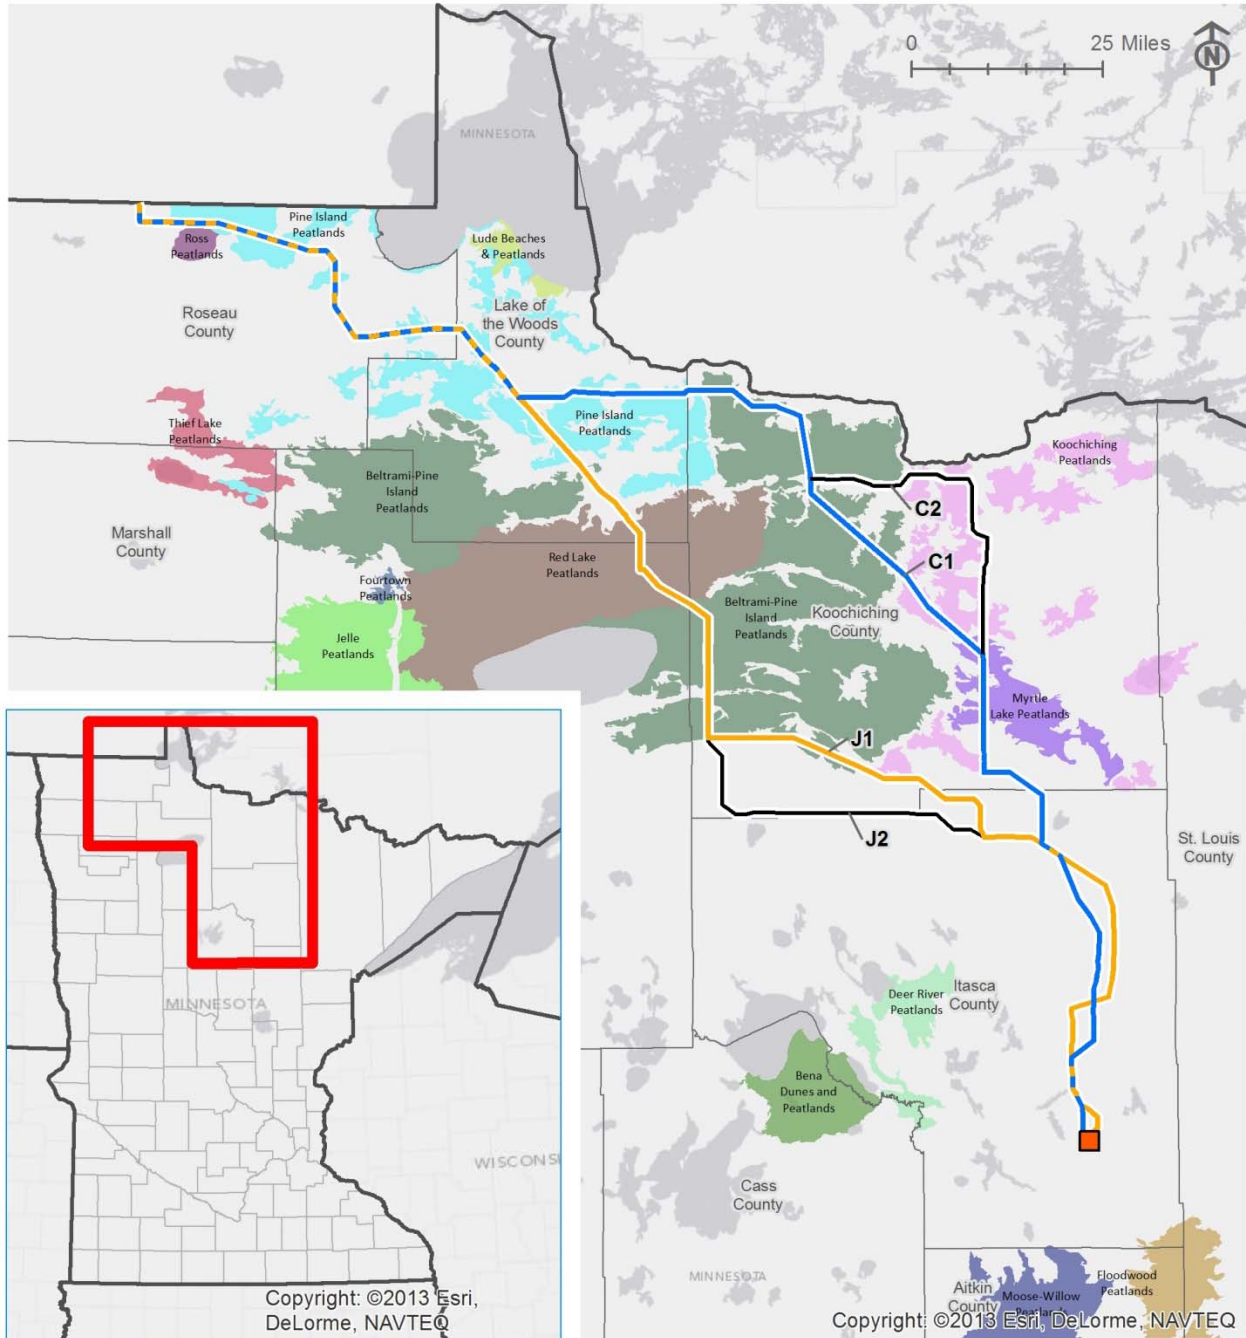 0 25 Miles
N
MINNESOTA
Pine Island
Peatlands
Ross
Peatlands
Lude Beaches
& Peatlands
Roseau
County
Lake of
the Woods
County
Thief Lake
Peatlands
Pine Island
Peatlands
Koochiching
Peatlands
Beltrami-Pine
Island
Peatlands
C2
Marshall
County
Red Lake
Peatlands
C1
Fourtown
Peatlands
Beltrami-Pine
Island
Peatlands
Koochiching
County
Jelle
Peatlands
Myrtle
Lake Peatlands
J1
J2
St. Louis
County
Deer River
Peatlands
Itasca
County
Bena
Dunes and
Peatlands
Cass
County
MINNESOTA
Aitkin
County
Moose-Willow
Peatlands
Floodwood
Peatlands
Copyright: ©2013 Esri, DeLorme, NAVTEQ
MINNESOTA
WISCONSI
Copyright: ©2013 Esri,
DeLorme, NAVTEQ